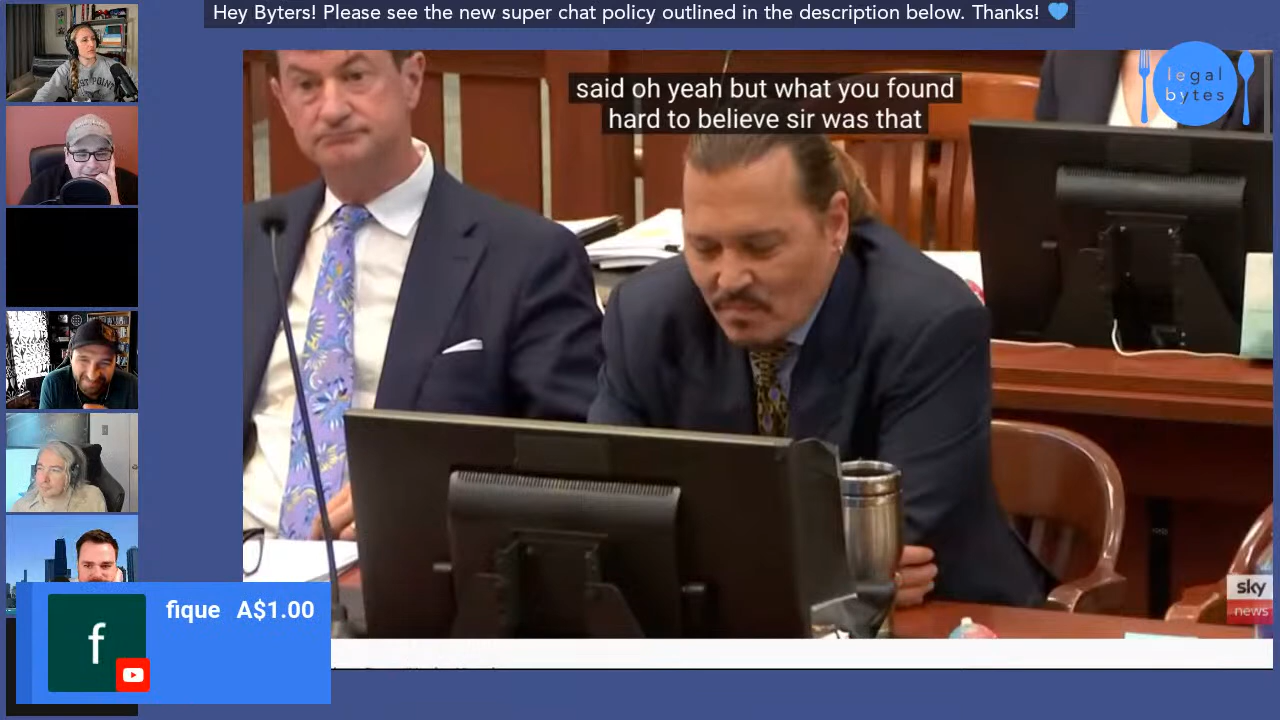 Hey Byters! Please see the new super chat policy outlined in the description below. Thanks! 💙
said oh yeah but what you found
hard to believe sir was that
legal
bytes
sky
news
f
fique A$1.00